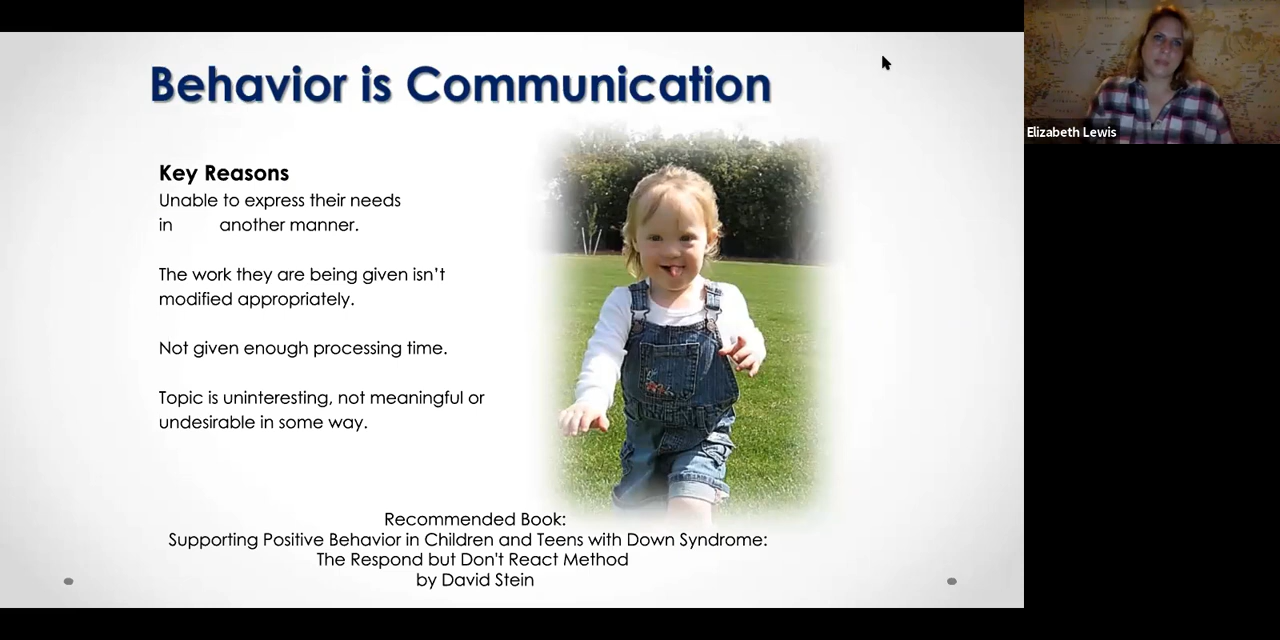 Behavior is Communication
Key Reasons
Unable to express their needs
in another manner.
The work they are being given isn't
modified appropriately.
Not given enough processing time.
Topic is uninteresting, not meaningful or
undesirable in some way.
Recommended Book:
Supporting Positive Behavior in Children and Teens with Down Syndrome:
The Respond but Don't React Method
by David Stein
Elizabeth Lewis